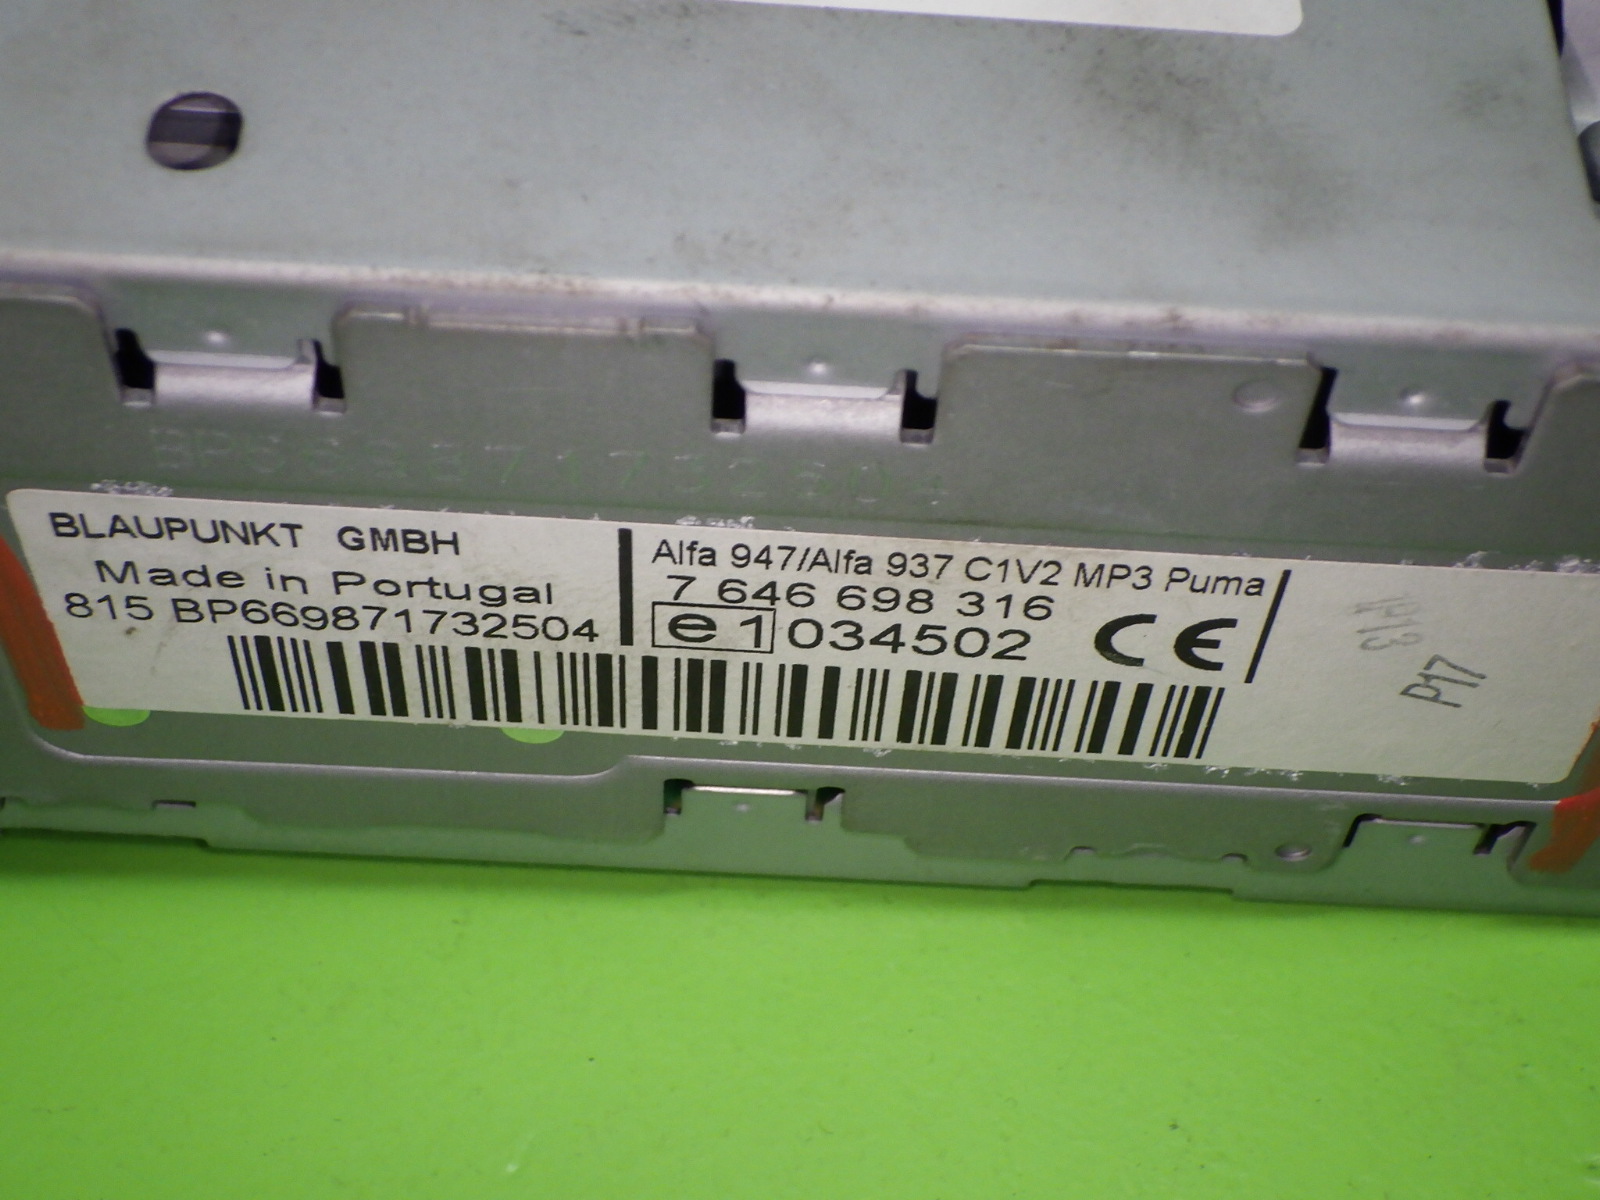 BLAUPUNKT GMBH
Made in Portugal
815 BP669871732504
Alfa 947/Alfa 937 C1V2 MP3 Puma
7 646 698 316
e1 034502 CE
P17